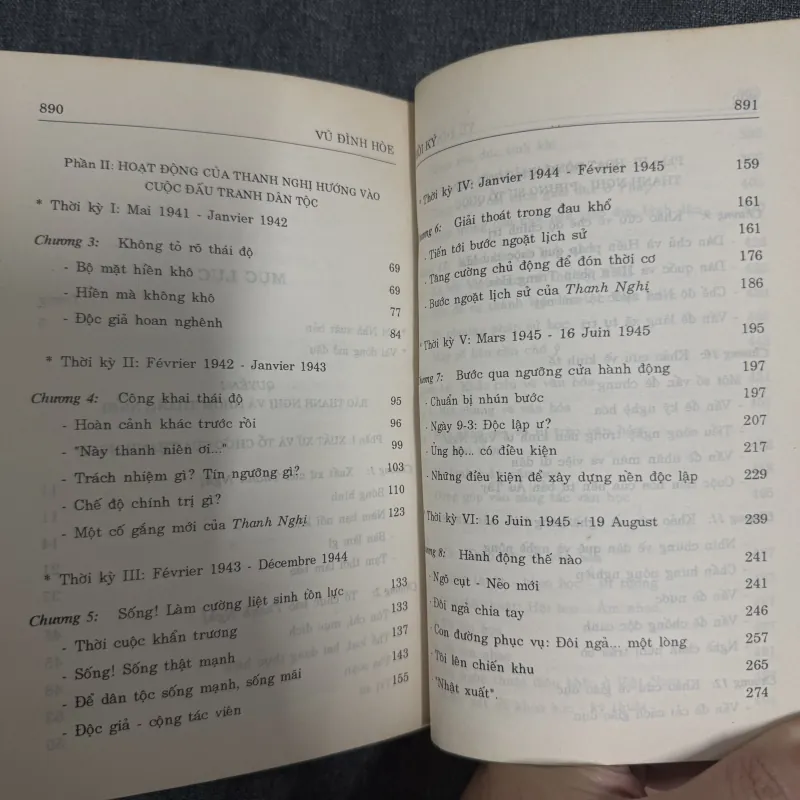 890
VŨ ĐÌNH HÒE
Phần II: HOẠT ĐỘNG CỦA THANH NGHỊ HƯỚNG VÀO
CUỘC ĐẤU TRANH DÂN TỘC
* Thời kỳ I: Mai 1941 - Janvier 1942
Chương 3: Không tỏ rõ thái độ 69
- Bộ mặt hiền khô 69
- Hiền mà không khô 77
- Độc giả hoan nghênh 84
* Thời kỳ II: Février 1942 - Janvier 1943
Chương 4: Công khai thái độ 95
- Hoàn cảnh khác trước rồi 96
- "Này thanh niên ơi..." 99
- Trách nhiệm gì? Tín ngưỡng gì? 103
- Chế độ chính trị gì? 110
- Một cố gắng mới của Thanh Nghị 123
* Thời kỳ III: Février 1943 - Décembre 1944
Chương 5: Sống! Làm cường liệt sinh tồn lực 133
- Thời cuộc khẩn trương 133
- Sống! Sống thật mạnh 137
- Để dân tộc sống mạnh, sống mãi 143
- Độc giả - cộng tác viên 155
891
HỒI KÝ
* Thời kỳ IV: Janvier 1944 - Février 1945 159
Chương 6: Giải thoát trong đau khổ 161
- Tiến tới bước ngoặt lịch sử 161
- Tăng cường chủ động để đón thời cơ 176
- Bước ngoặt lịch sử của Thanh Nghị 186
* Thời kỳ V: Mars 1945 - 16 Juin 1945 195
Chương 7: Bước qua ngưỡng cửa hành động 197
- Chuẩn bị nhún bước 197
- Ngày 9-3: Độc lập ư? 207
- Ủng hộ... có điều kiện 217
- Những điều kiện để xây dựng nền độc lập 229
* Thời kỳ VI: 16 Juin 1945 - 19 August 239
Chương 8: Hành động thế nào 241
- Ngõ cụt - Nẻo mới 241
- Đôi ngả chia tay 246
- Con đường phục vụ: Đôi ngả... một lòng 257
- Tôi lên chiến khu 265
- "Nhật xuất". 274